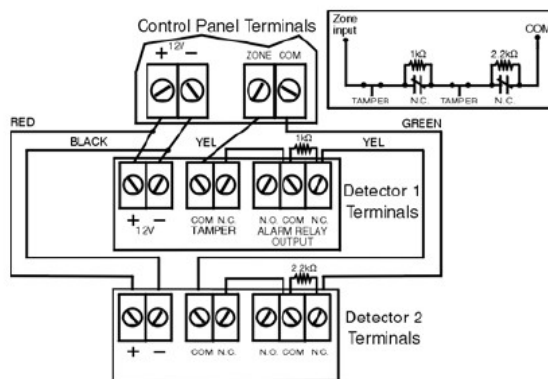 Control Panel Terminals
+ 12V − ZONE COM
Zone input COM
1kΩ 2.2kΩ
TAMPER N.C. TAMPER N.C.
RED GREEN
BLACK YEL 1kΩ YEL
Detector 1
Terminals
+ − COM N.C. N.O. COM N.C.
12V TAMPER ALARM RELAY
OUTPUT
2.2kΩ
Detector 2
Terminals
+ − COM N.C. N.O. COM N.C.